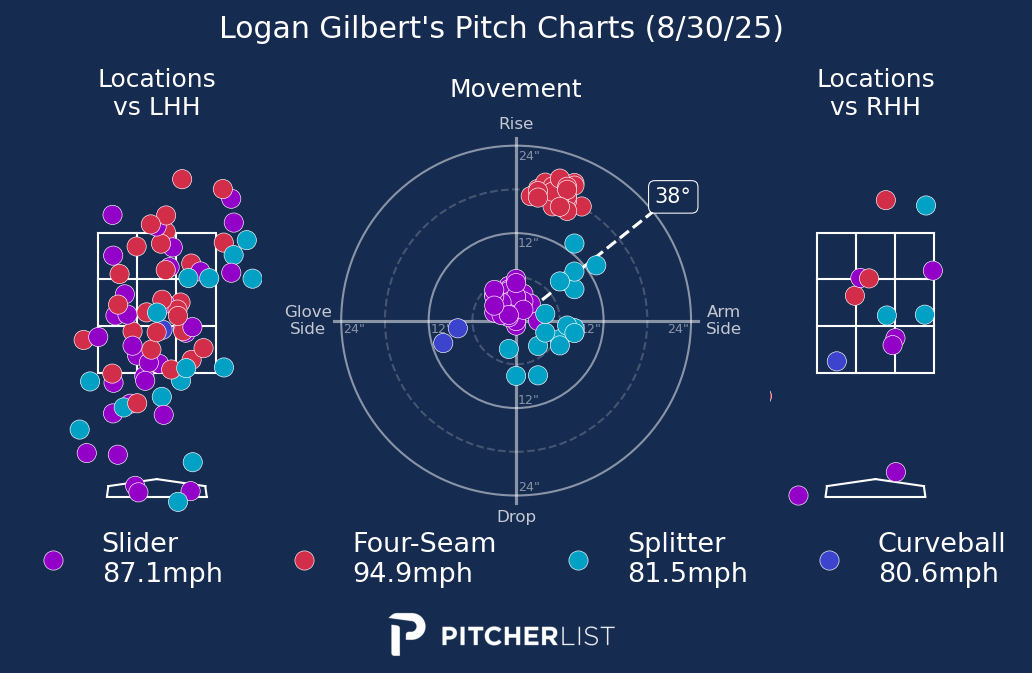 Logan Gilbert's Pitch Charts (8/30/25)
Locations
vs LHH
Movement
Locations
vs RHH
Rise
24"
38°
12"
Glove
Side
24"
12"
12"
24"
Arm
Side
12"
24"
Drop
Slider
87.1mph
Four-Seam
94.9mph
Splitter
81.5mph
Curveball
80.6mph
PITCHERLIST